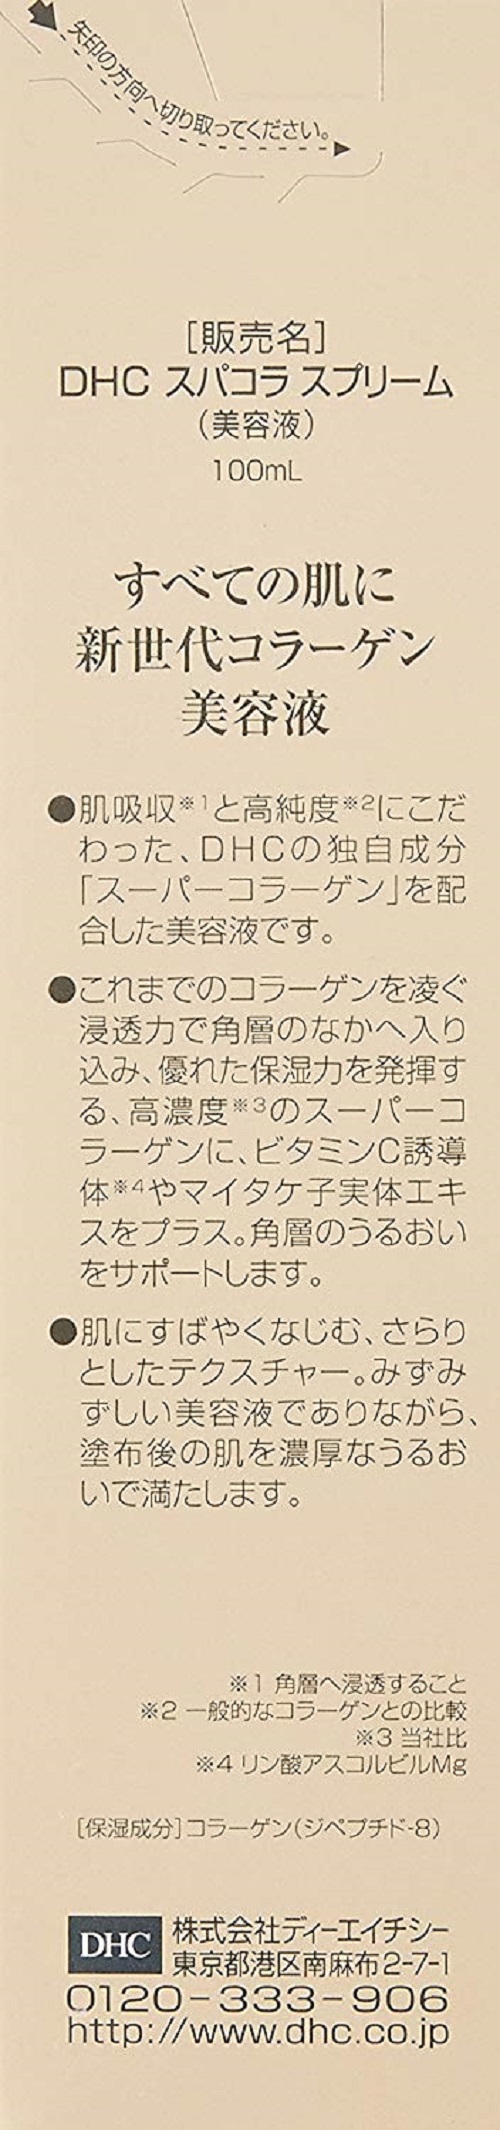 矢印の方向へ切り取ってください。
[販売名]
DHC スパコラ スプリーム
(美容液)
100mL
すべての肌に
新世代コラーゲン
美容液
●肌吸収※1と高純度※2にこだ
わった、DHCの独自成分
「スーパーコラーゲン」を配
合した美容液です。
●これまでのコラーゲンを凌ぐ
浸透力で角層のなかへ入り
込み、優れた保湿力を発揮す
る、高濃度※3のスーパーコ
ラーゲンに、ビタミンC誘導
体※4やマイタケ子実体エキ
スをプラス。角層のうるおい
をサポートします。
●肌にすばやくなじむ、さらり
としたテクスチャー。みずみ
ずしい美容液でありながら、
塗布後の肌を濃厚なうるお
いで満たします。
※1 角層へ浸透すること
※2 一般的なコラーゲンとの比較
※3 当社比
※4 リン酸アスコルビルMg
[保湿成分]コラーゲン(ジペプチド-8)
DHC 株式会社ディーエイチシー
東京都港区南麻布2-7-1
0120-333-906
http://www.dhc.co.jp